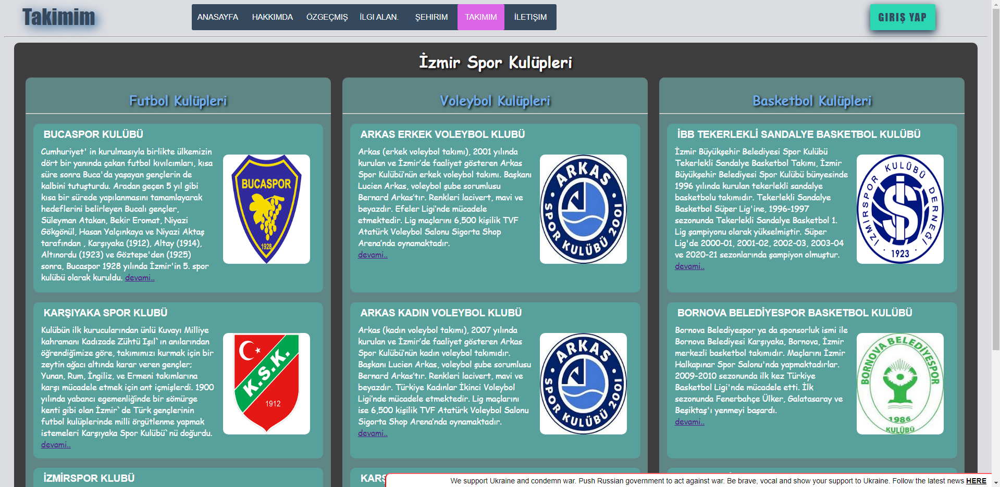 Takimim
ANASAYFA HAKKIMDA ÖZGEÇMIŞ İLGI ALAN. ŞEHIRIM TAKIMIM İLETIŞIM
GIRIŞ YAP
İzmir Spor Kulüpleri
Futbol Kulüpleri
BUCASPOR KULÜBÜ
Cumhuriyet' in kurulmasıyla birlikte ülkemizin
dört bir yanında çakan futbol kıvılcımları, kısa
süre sonra Buca'da yaşayan gençlerin de
kalbini tutuşturdu. Aradan geçen 5 yıl gibi
kısa bir sürede yapılanmasını tamamlayarak
hedeflerini belirleyen Bucalı gençler,
Süleyman Atakan, Bekir Eromat, Niyazi
Gökgönül, Hasan Yalçınkaya ve Niyazi Aktaş
tarafından , Karşıyaka (1912), Altay (1914),
Altınordu (1923) ve Göztepe'den (1925)
sonra, Bucaspor 1928 yılında İzmir'in 5. spor
kulübü olarak kuruldu. devami..
BUCASPOR
1928
KARŞIYAKA SPOR KLUBÜ
Kulübün ilk kurucularından ünlü Kuvayı Milliye
kahramanı Kadızade Zühtü Işıl`ın anılarından
öğrendiğimize göre, takımımızı kurmak için bir
zeytin ağacı altında karar veren gençler;
Yunan, Rum, İngiliz, ve Ermeni takımlarına
karşı mücadele etmek için ant içmişlerdi. 1900
yılında yabancı egemenliğinde bir sömürge
kenti gibi olan İzmir`de Türk gençlerinin
futbol kulüplerinde milli örgütlenme yapmak
istemeleri Karşıyaka Spor Kulübü`nü doğurdu.
devami..
K.S.K.
1912
İZMİRSPOR KLUBÜ
Voleybol Kulüpleri
ARKAS ERKEK VOLEYBOL KLUBÜ
Arkas (erkek voleybol takımı), 2001 yılında
kurulan ve İzmir’de faaliyet gösteren Arkas
Spor Kulübü’nün erkek voleybol takımı. Başkanı
Lucien Arkas, voleybol şube sorumlusu
Bernard Arkas’tır. Renkleri lacivert, mavi ve
beyazdır. Efeler Ligi’nde mücadele
etmektedir. Lig maçlarını 6,500 kişilik TVF
Atatürk Voleybol Salonu Sigorta Shop
Arena’nda oynamaktadır.
devami..
ARKAS
SPOR KULÜBÜ 2001
ARKAS KADIN VOLEYBOL KLUBÜ
Arkas (kadın voleybol takımı), 2007 yılında
kurulan ve İzmir’de faaliyet gösteren Arkas
Spor Kulübü’nün kadın voleybol takımıdır.
Başkanı Lucien Arkas, voleybol şube sorumlusu
Bernard Arkas’tır. Renkleri lacivert, mavi ve
beyazdır. Türkiye Kadınlar İkinci Voleybol
Ligi’nde mücadele etmektedir. Lig maçlarını
ise 6,500 kişilik TVF Atatürk Voleybol Salonu
Sigorta Shop Arena’nda oynamaktadır.
devami..
ARKAS
SPOR KULÜBÜ 2001
Basketbol Kulüpleri
İBB TEKERLEKLİ SANDALYE BASKETBOL KULÜBÜ
İzmir Büyükşehir Belediyesi Spor Kulübü
Tekerlekli Sandalye Basketbol Takımı, İzmir
Büyükşehir Belediyesi Spor Kulübü bünyesinde
1996 yılında kurulan tekerlekli sandalye
basketbolu takımıdır. Tekerlekli Sandalye
Basketbol Süper Lig'ine, 1996-1997
sezonunda Tekerlekli Sandalye Basketbol 1.
Lig şampiyonu olarak yükselmiştir. Süper
Lig'de 2000-01, 2001-02, 2002-03, 2003-04
ve 2020-21 sezonlarında şampiyon olmuştur.
devami..
İZMİRSPOR KULÜBÜ DERNEĞİ
· 1923 ·
BORNOVA BELEDİYESPOR BASKETBOL KULÜBÜ
Bornova Belediyespor ya da sponsorluk ismi ile
Bornova Belediyesi Karşıyaka, Bornova, İzmir
merkezli basketbol takımıdır. Maçlarını İzmir
Halkapınar Spor Salonu'nda yapmaktadırlar.
2009-2010 sezonunda ilk kez Türkiye
Basketbol Ligi'nde mücadele etti. İlk
sezonunda Fenerbahçe Ülker, Galatasaray ve
Beşiktaş'ı yenmeyi başardı.
devami..
BORNOVA BELEDİYESPOR
1986
KULÜBÜ
We support Ukraine and condemn war. Push Russian government to act against war. Be brave, vocal and show your support to Ukraine. Follow the latest news HERE